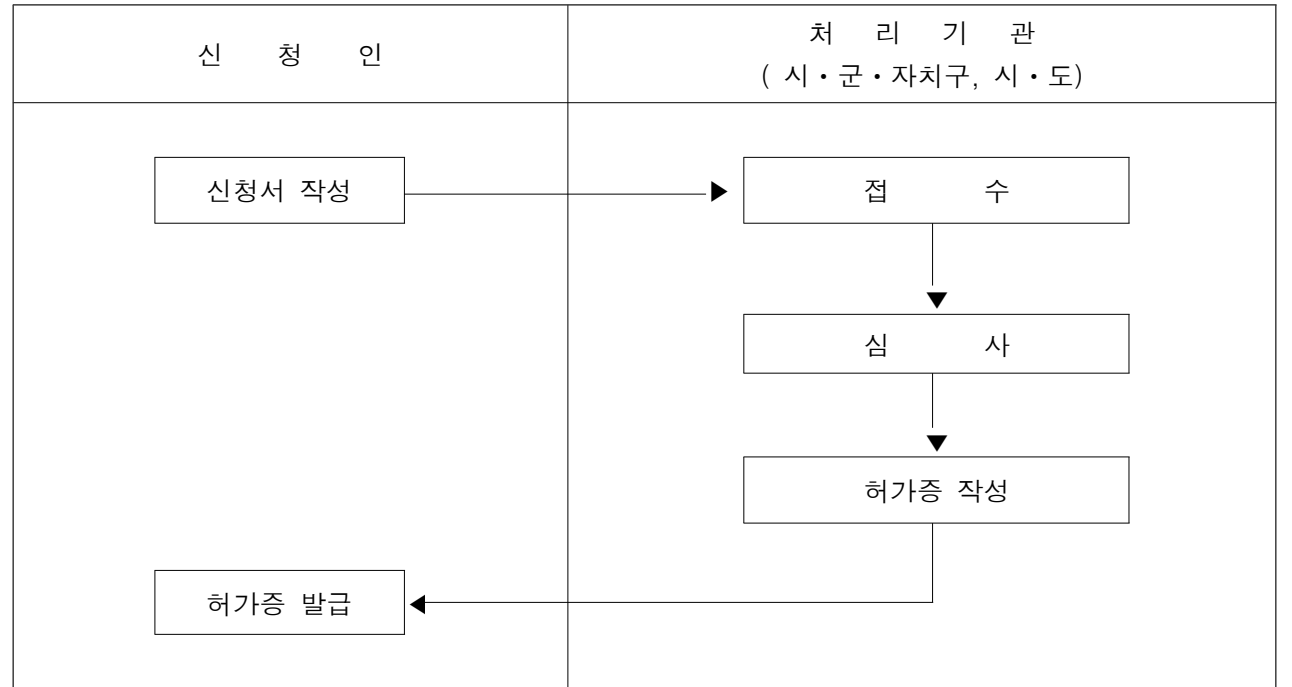 신 청 인
처 리 기 관
( 시・군・자치구, 시・도)
신청서 작성
접 수
심 사
허가증 작성
허가증 발급